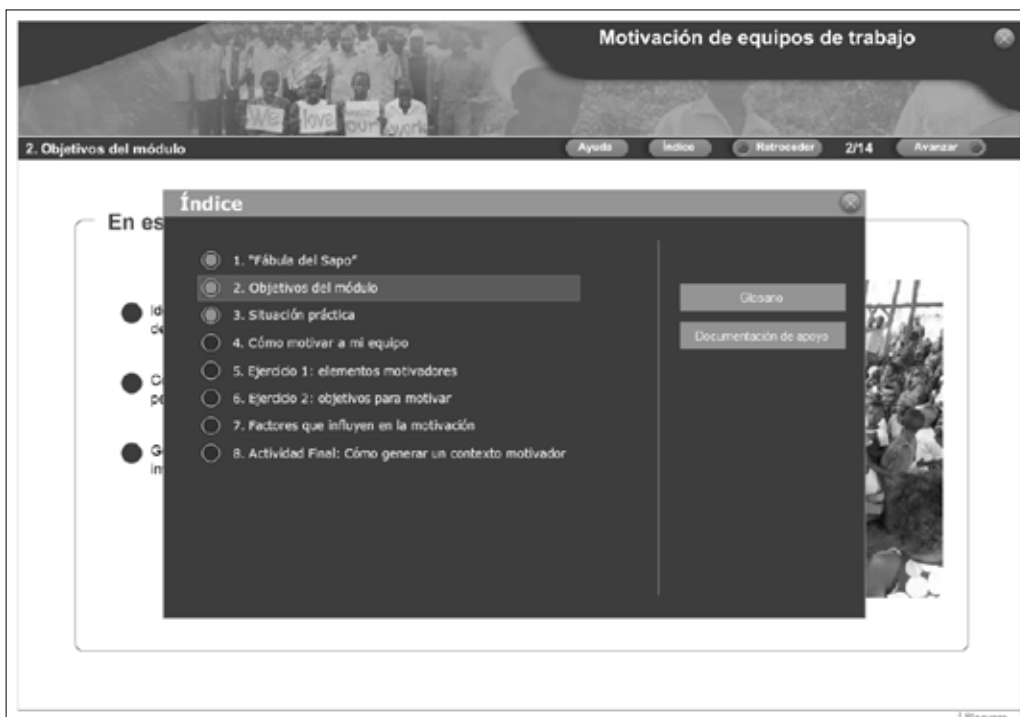 Motivación de equipos de trabajo
We love our work
2. Objetivos del módulo
Ayuda
Índice
Retroceder
2/14
Avanzar
Índice
En es
1. "Fábula del Sapo"
2. Objetivos del módulo
3. Situación práctica
4. Cómo motivar a mi equipo
5. Ejercicio 1: elementos motivadores
6. Ejercicio 2: objetivos para motivar
7. Factores que influyen en la motivación
8. Actividad Final: Cómo generar un contexto motivador
Glosario
Documentación de apoyo